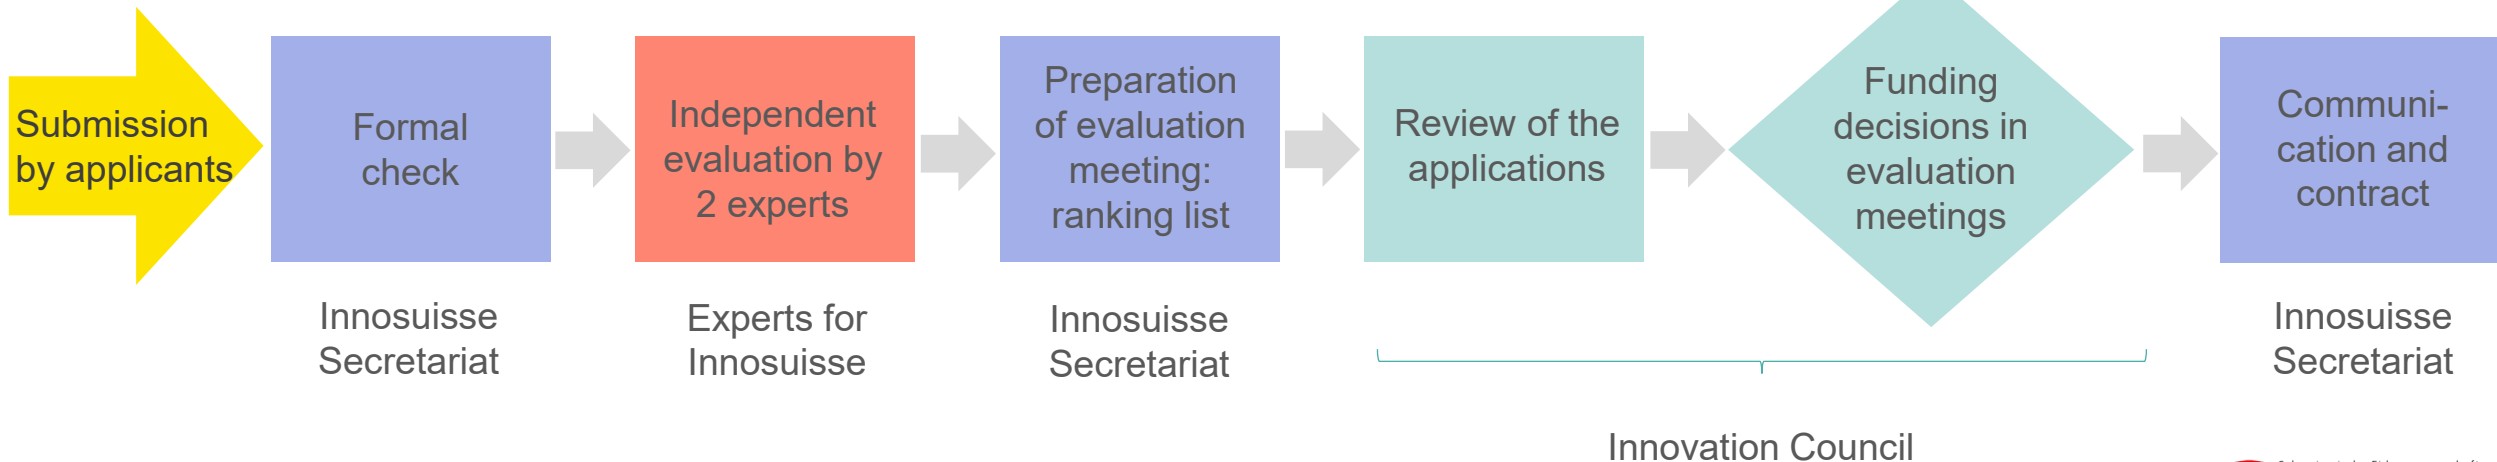 Submission
by applicants
Formal
check
Independent
evaluation by
2 experts
Preparation
of evaluation
meeting:
ranking list
Review of the
applications
Funding
decisions in
evaluation
meetings
Communi-
cation and
contract
Innosuisse
Secretariat
Experts for
Innosuisse
Innosuisse
Secretariat
Innovation Council
Innosuisse
Secretariat